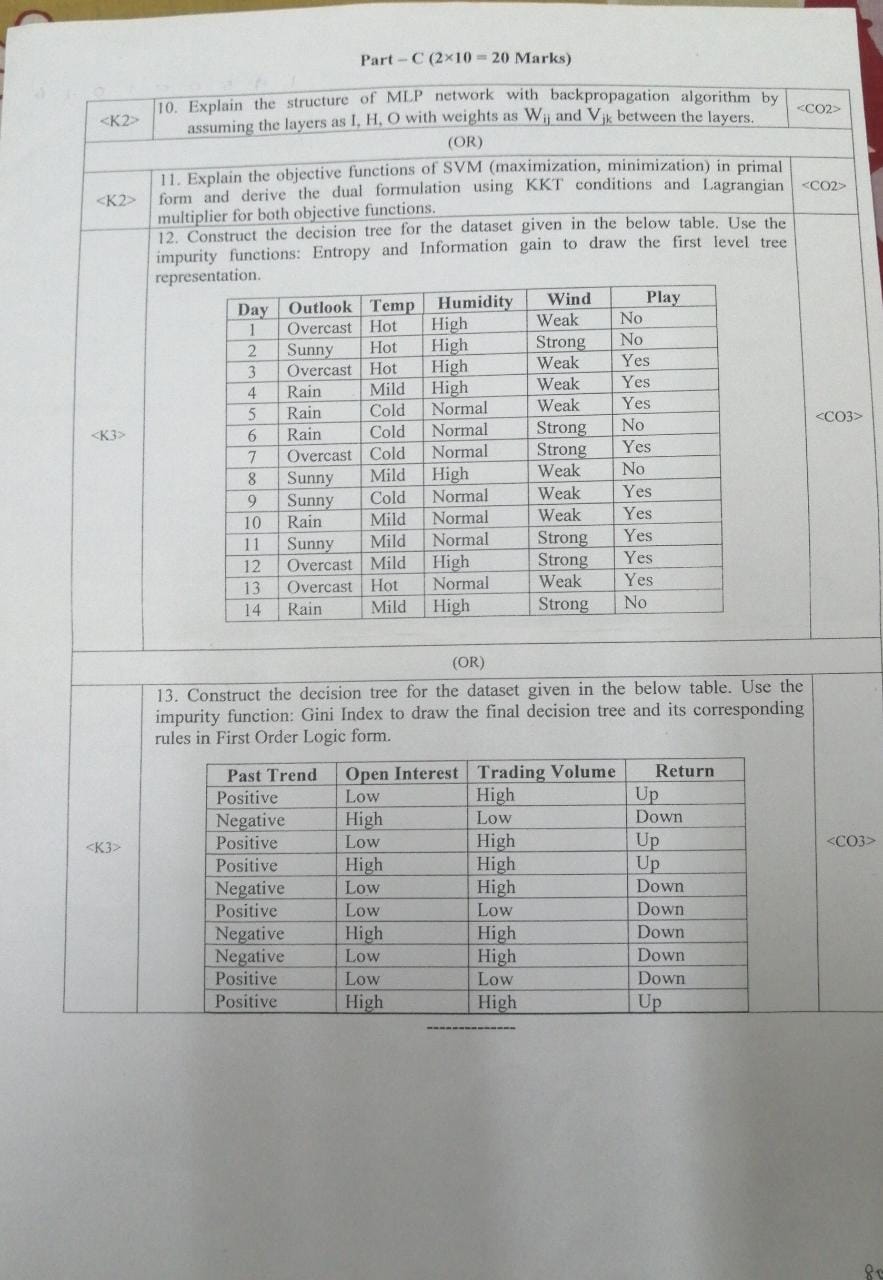 Part – C (2×10 = 20 Marks)
<K2>
10. Explain the structure of MLP network with backpropagation algorithm by
assuming the layers as I, H, O with weights as Wij and Vjk between the layers.
<CO2>
(OR)
<K2>
11. Explain the objective functions of SVM (maximization, minimization) in primal
form and derive the dual formulation using KKT conditions and Lagrangian
multiplier for both objective functions.
<CO2>
<K3>
12. Construct the decision tree for the dataset given in the below table. Use the
impurity functions: Entropy and Information gain to draw the first level tree
representation.
Day Outlook Temp Humidity Wind Play
1 Overcast Hot High Weak No
2 Sunny Hot High Strong No
3 Overcast Hot High Weak Yes
4 Rain Mild High Weak Yes
5 Rain Cold Normal Weak Yes
6 Rain Cold Normal Strong No
7 Overcast Cold Normal Strong Yes
8 Sunny Mild High Weak No
9 Sunny Cold Normal Weak Yes
10 Rain Mild Normal Weak Yes
11 Sunny Mild Normal Strong Yes
12 Overcast Mild High Strong Yes
13 Overcast Hot Normal Weak Yes
14 Rain Mild High Strong No
<CO3>
(OR)
<K3>
13. Construct the decision tree for the dataset given in the below table. Use the
impurity function: Gini Index to draw the final decision tree and its corresponding
rules in First Order Logic form.
Past Trend Open Interest Trading Volume Return
Positive Low High Up
Negative High Low Down
Positive Low High Up
Positive High High Up
Negative Low High Down
Positive Low Low Down
Negative High High Down
Negative Low High Down
Positive Low Low Down
Positive High High Up
<CO3>
--------------